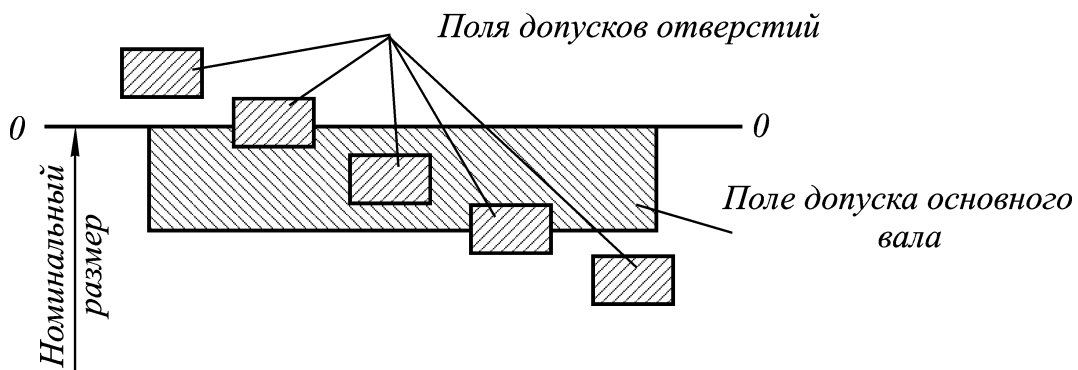 Поля допусков отверстий
0
0
Номинальный
размер
Поле допуска основного
вала